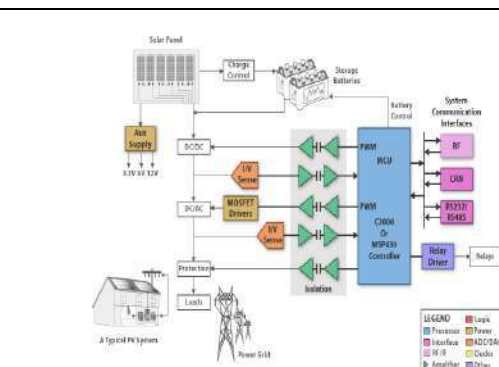 Solar Panel
Charge
Control
Storage
Batteries
Battery
Control
System
Communication
Interfaces
Aux
Supply
3.3V 5V 12V
DC/DC
I/V
Sense
DC/AC
MOSFET
Drivers
I/V
Sense
Protection
Loads
A Typical PV System
Power Grid
Isolation
PWM
MCU
PWM
C2000
Or
MSP430
Controller
RF
CAN
RS232/
RS485
Relay
Driver
Relays
LEGEND
Processor
Interface
RF/IF
Amplifier
Logic
Power
ADC/DAC
Clocks
Other